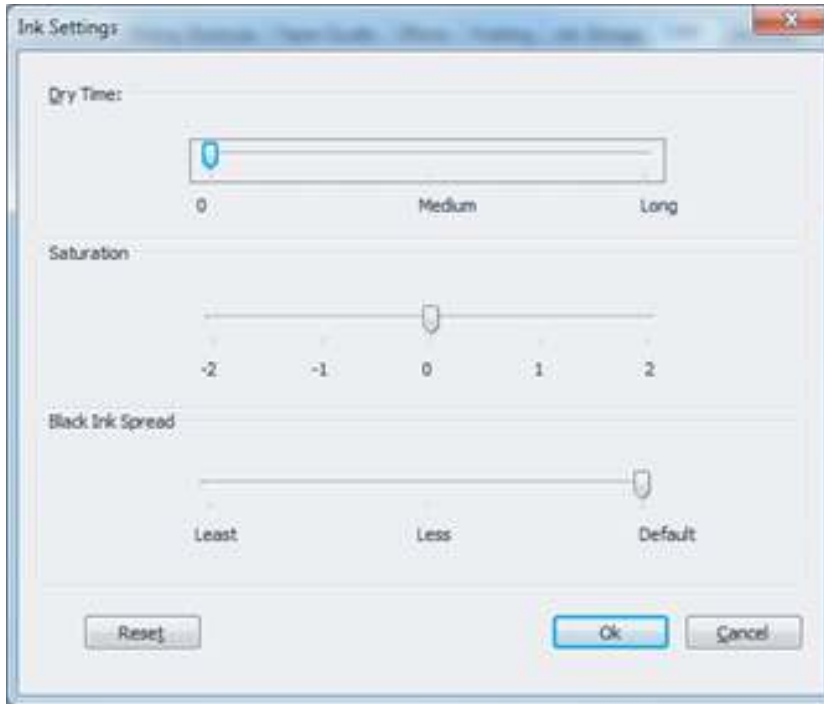 Ink Settings
Dry Time:
0 Medium Long
Saturation
-2 -1 0 1 2
Black Ink Spread
Least Less Default
Reset Ok Cancel